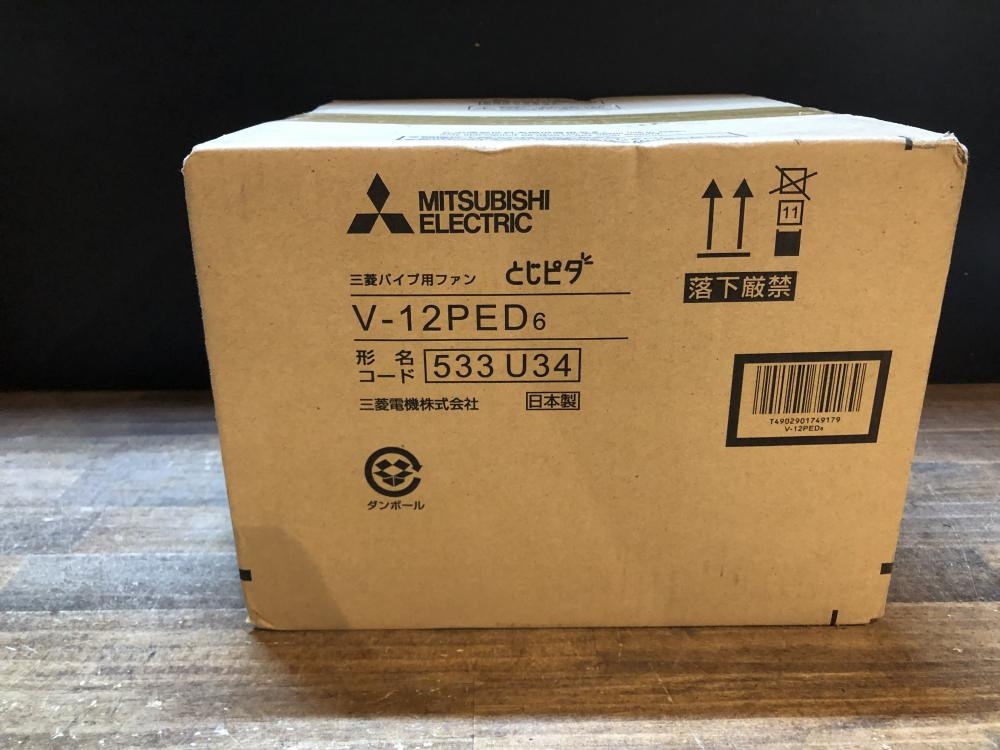 MITSUBISHI
ELECTRIC
三菱パイプ用ファン とじピタ
V-12PED6
形名
コード 533 U34
三菱電機株式会社 日本製
ダンボール
11
落下厳禁
T4902901749179
V-12PED6